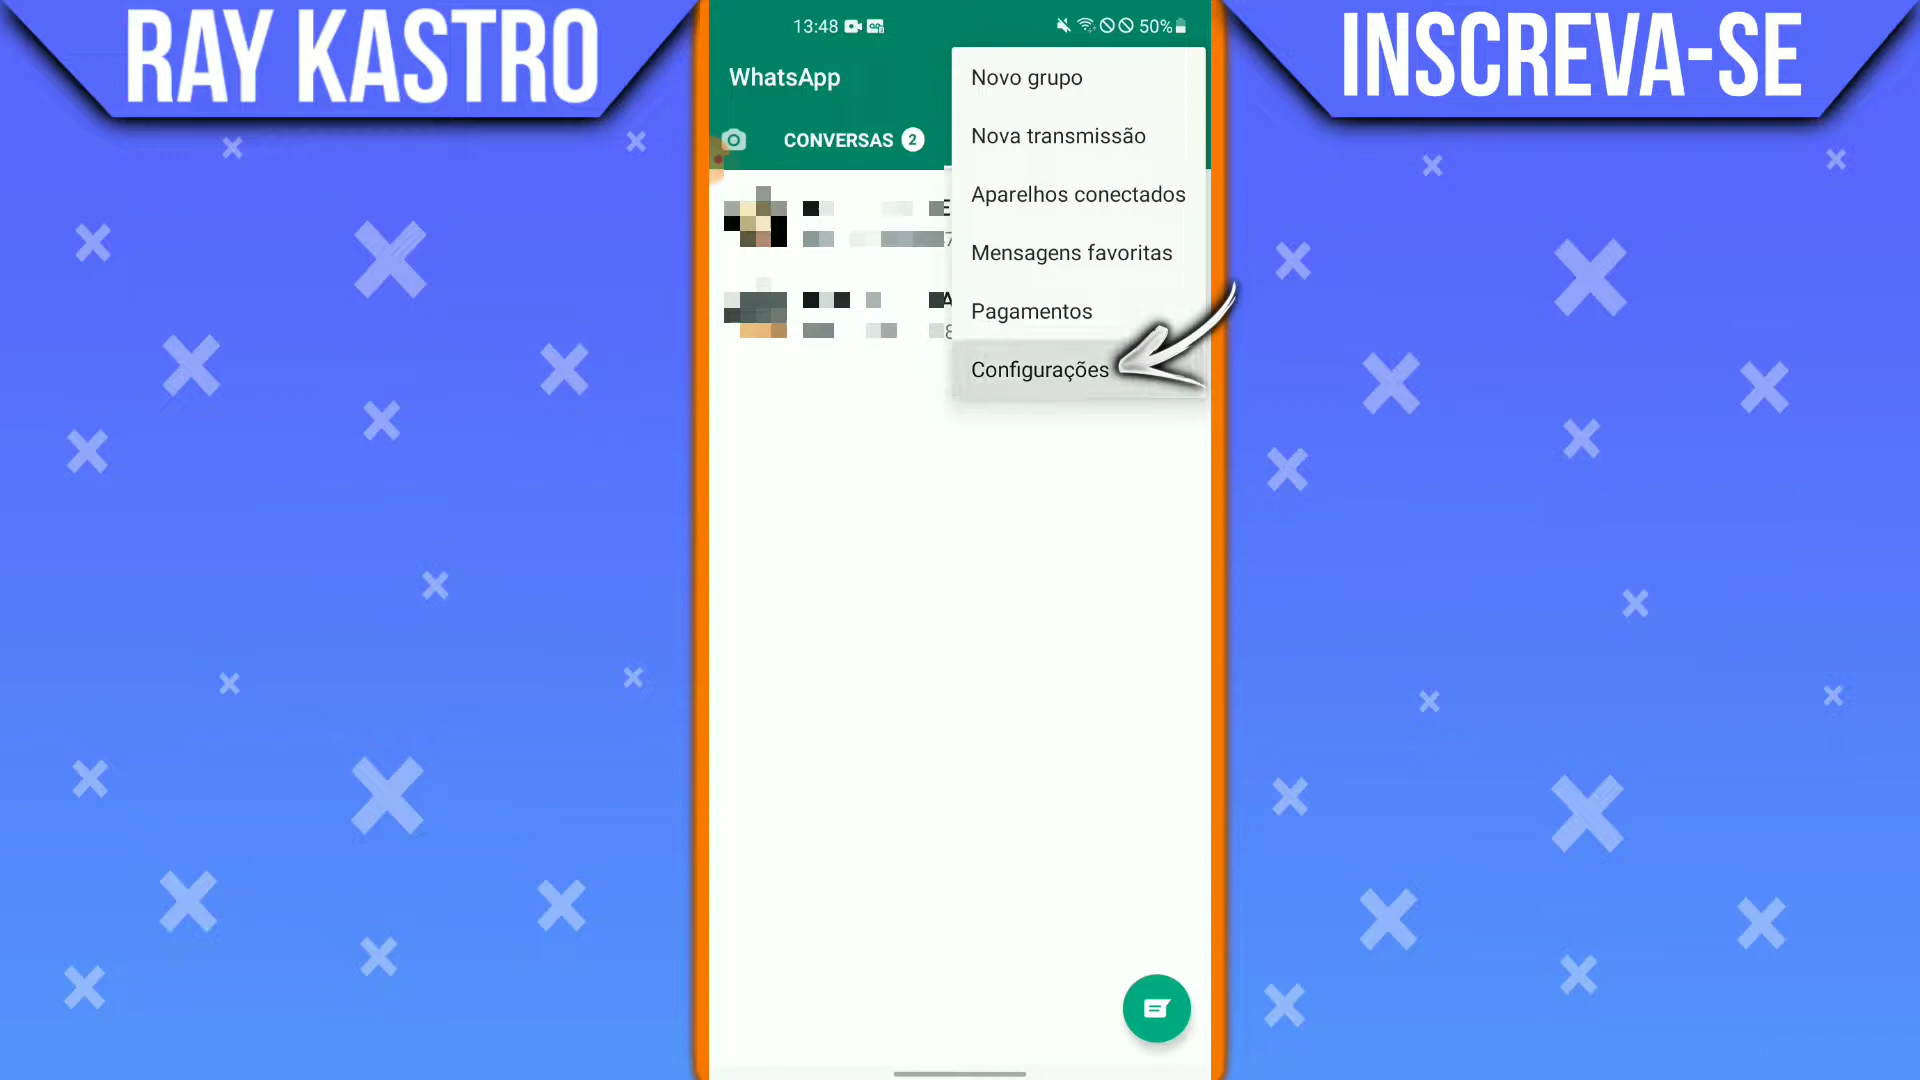 RAY KASTRO
INSCREVA-SE
13:48
50%
WhatsApp
CONVERSAS 2
Novo grupo
Nova transmissão
Aparelhos conectados
Mensagens favoritas
Pagamentos
Configurações